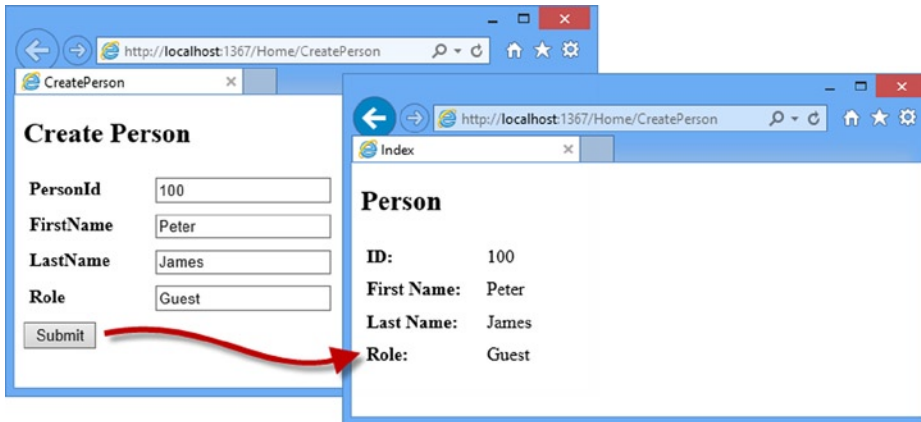 http://localhost:1367/Home/CreatePerson
CreatePerson
Create Person
PersonId 100
FirstName Peter
LastName James
Role Guest
Submit
http://localhost:1367/Home/CreatePerson
Index
Person
ID: 100
First Name: Peter
Last Name: James
Role: Guest